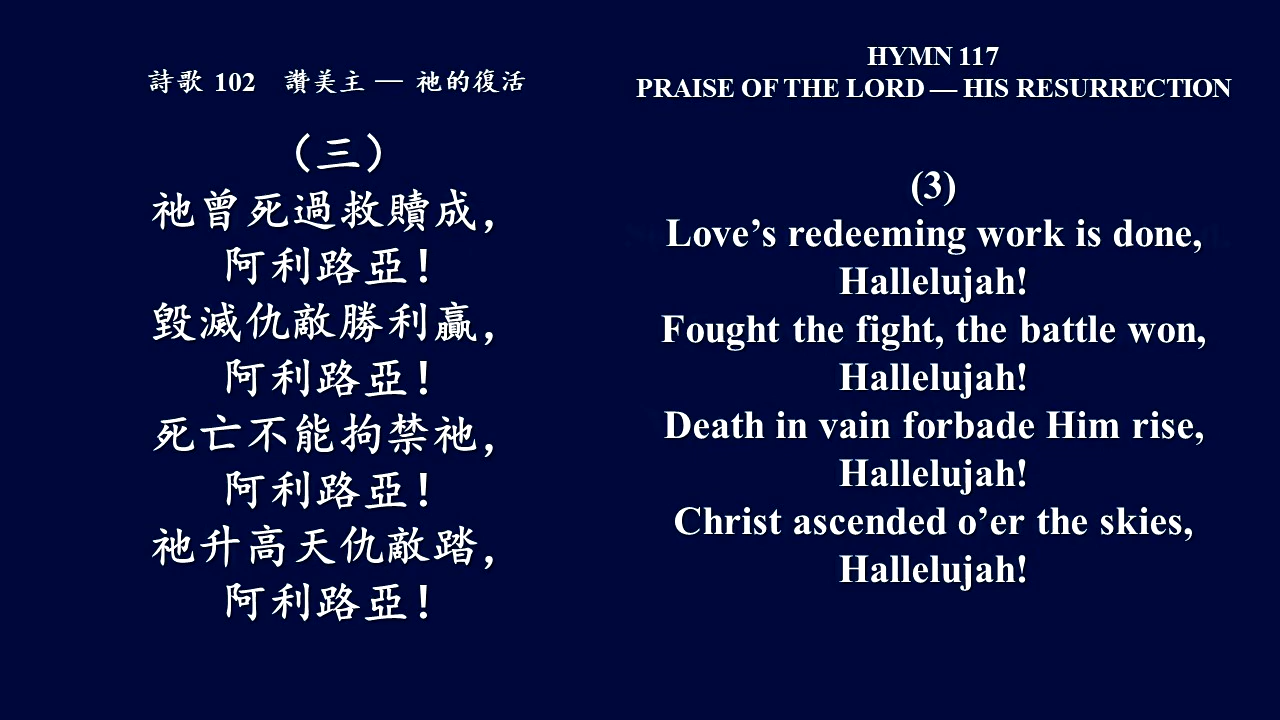 詩歌 102 讚美主 — 祂的復活
（三）
祂曾死過救贖成，
阿利路亞！
毀滅仇敵勝利贏，
阿利路亞！
死亡不能拘禁祂，
阿利路亞！
祂升高天仇敵踏，
阿利路亞！
HYMN 117
PRAISE OF THE LORD — HIS RESURRECTION
(3)
Love’s redeeming work is done,
Hallelujah!
Fought the fight, the battle won,
Hallelujah!
Death in vain forbade Him rise,
Hallelujah!
Christ ascended o’er the skies,
Hallelujah!